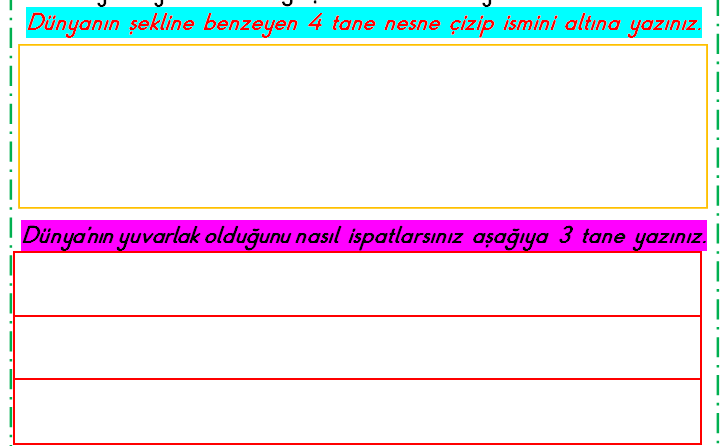 Dünyanın şekline benzeyen 4 tane nesne çizip ismini altına yazınız.
Dünya'nın yuvarlak olduğunu nasıl ispatlarsınız aşağıya 3 tane yazınız.